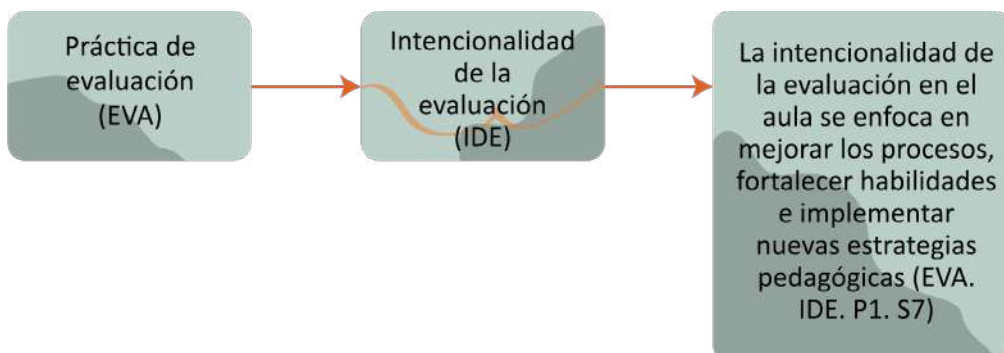 Práctica de
evaluación
(EVA)
Intencionalidad
de la
evaluación
(IDE)
La intencionalidad de
la evaluación en el
aula se enfoca en
mejorar los procesos,
fortalecer habilidades
e implementar
nuevas estrategias
pedagógicas (EVA.
IDE. P1. S7)